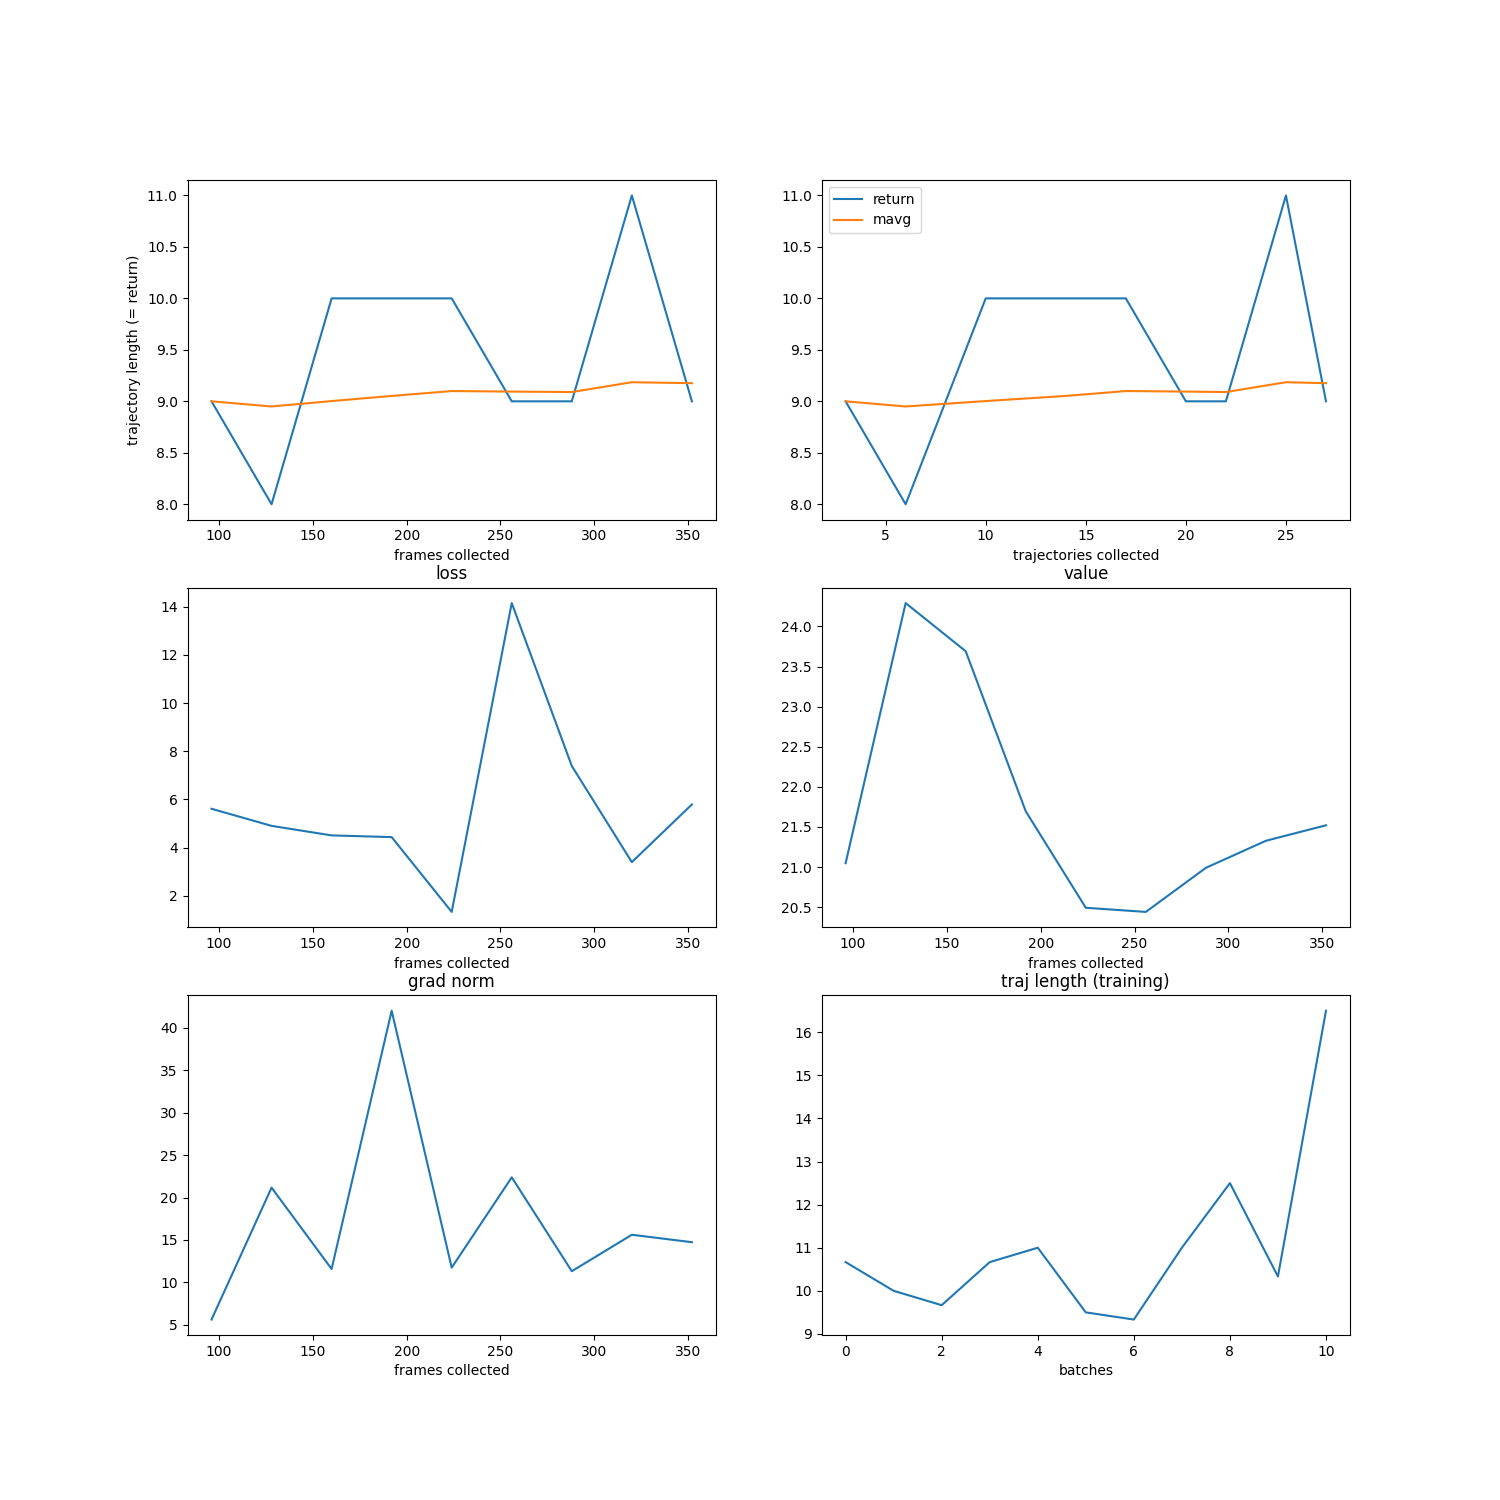 trajectory length (= return)
11.0
10.5
10.0
9.5
9.0
8.5
8.0
100 150 200 250 300 350
frames collected
return
mavg
11.0
10.5
10.0
9.5
9.0
8.5
8.0
5 10 15 20 25
trajectories collected
loss
14
12
10
8
6
4
2
100 150 200 250 300 350
frames collected
value
24.0
23.5
23.0
22.5
22.0
21.5
21.0
20.5
100 150 200 250 300 350
frames collected
grad norm
40
35
30
25
20
15
10
5
100 150 200 250 300 350
frames collected
traj length (training)
16
15
14
13
12
11
10
9
0 2 4 6 8 10
batches